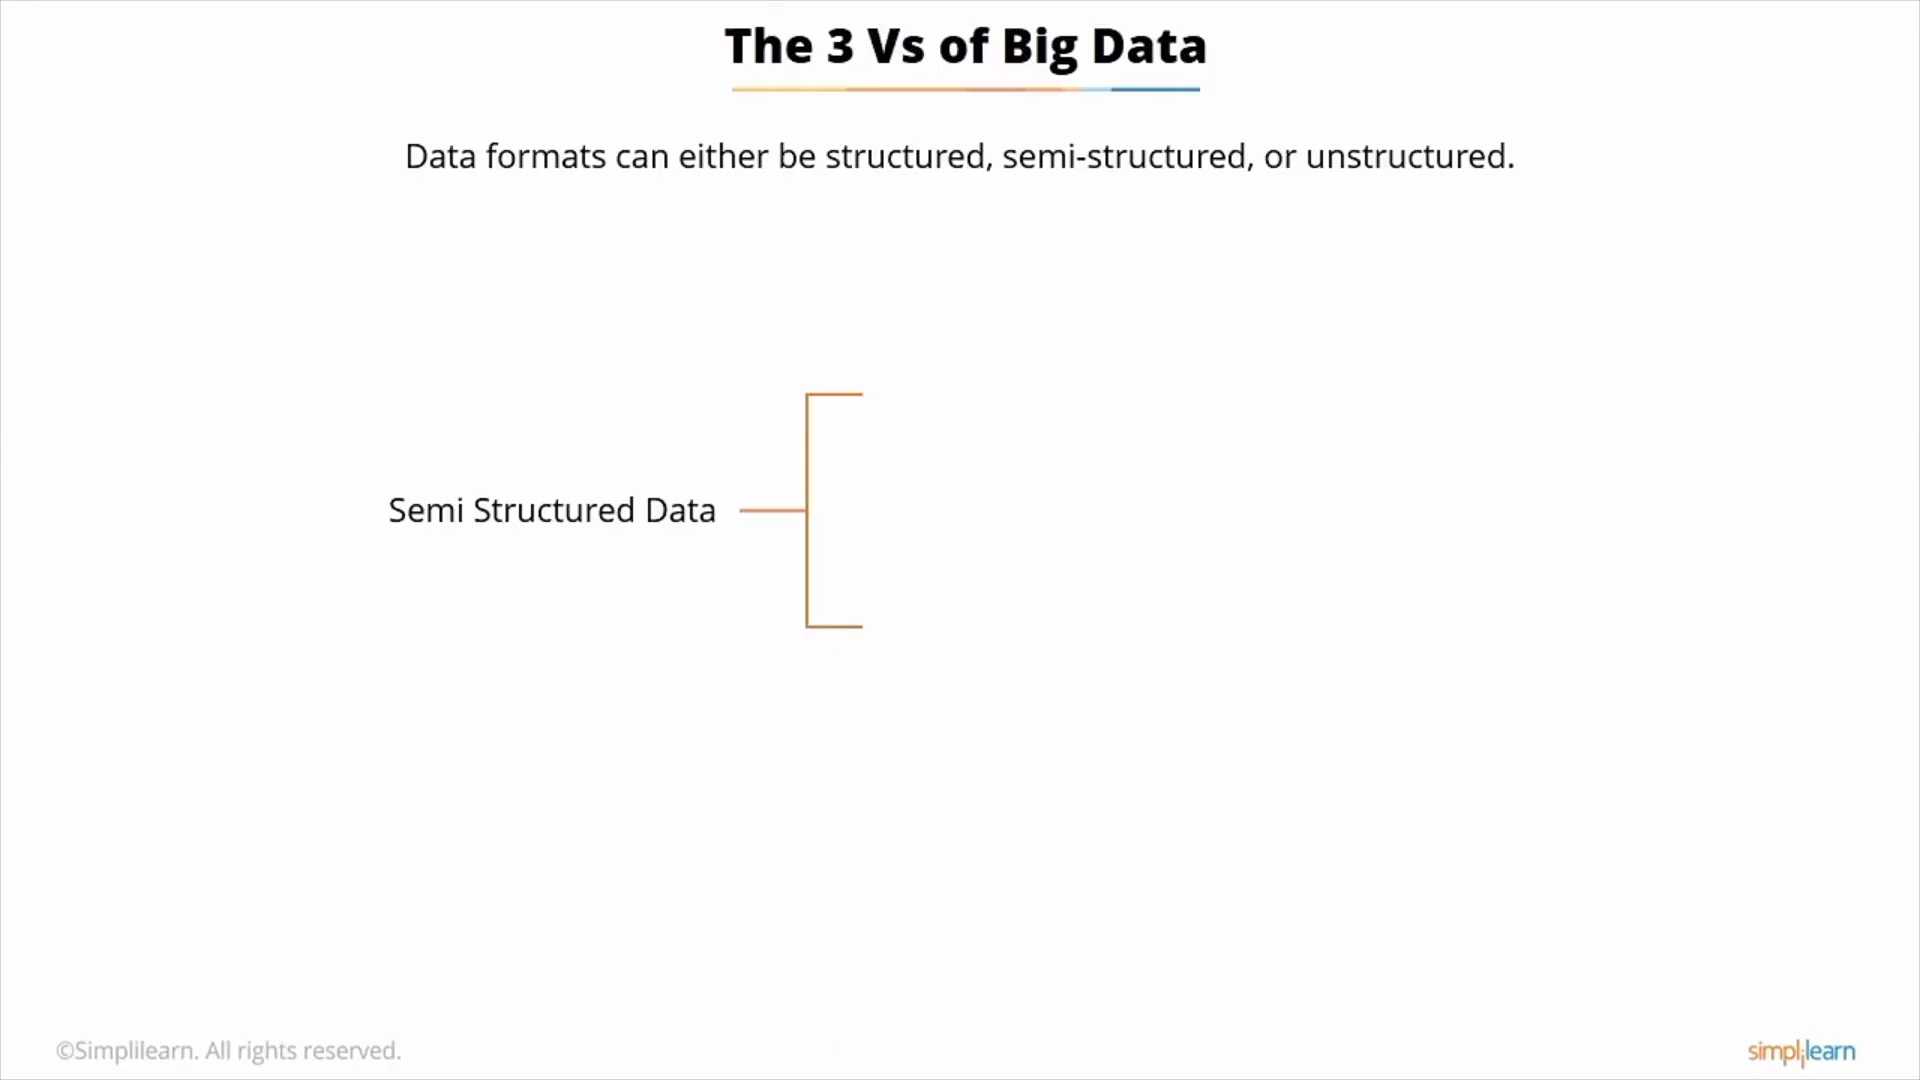 The 3 Vs of Big Data
Data formats can either be structured, semi-structured, or unstructured.
Semi Structured Data
©Simplilearn. All rights reserved.
simplilearn